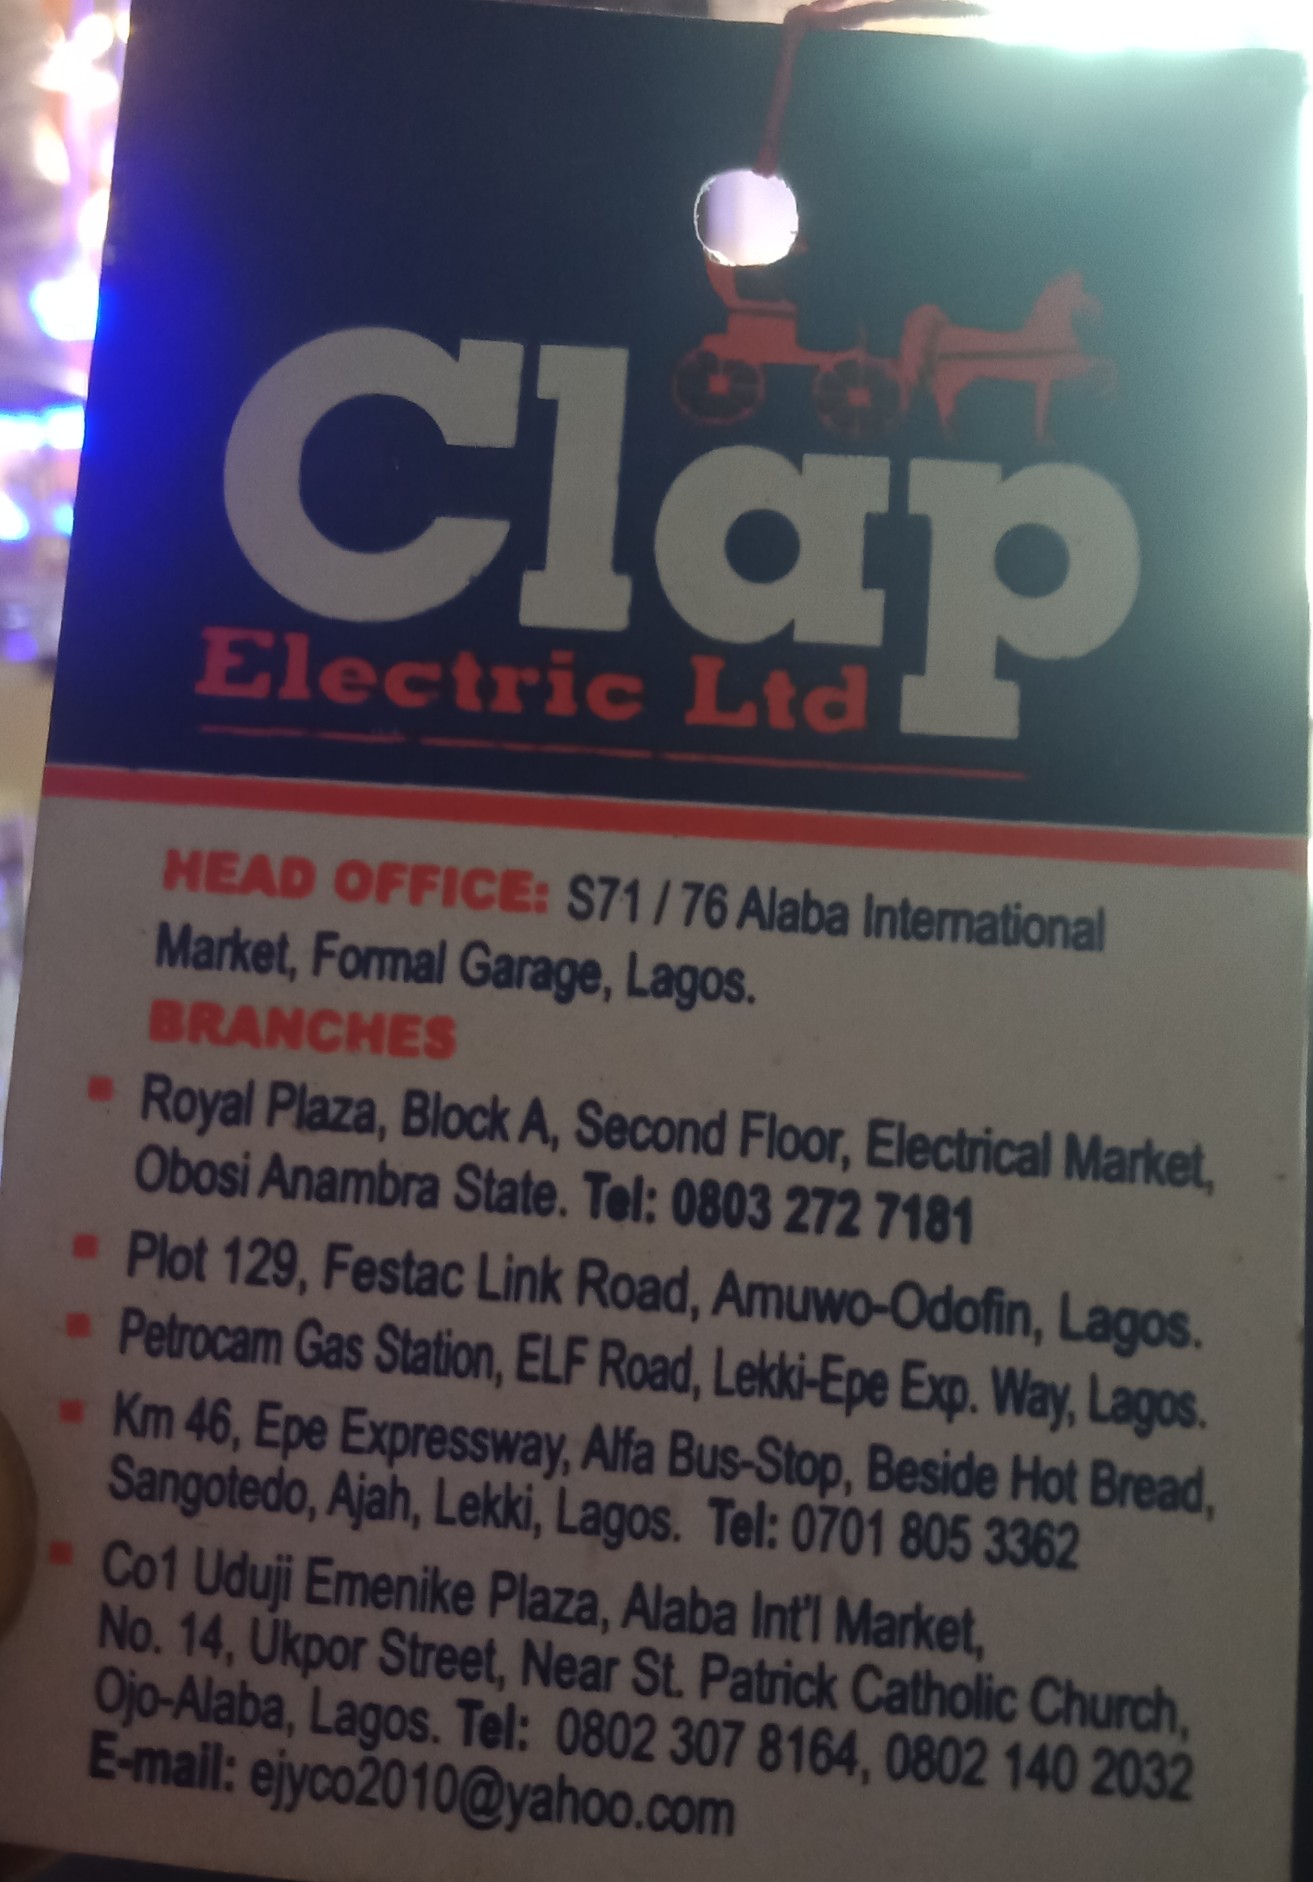 Clap
Electric Ltd
HEAD OFFICE: S71 / 76 Alaba International
Market, Formal Garage, Lagos.
BRANCHES
Royal Plaza, Block A, Second Floor, Electrical Market,
Obosi Anambra State. Tel: 0803 272 7181
Plot 129, Festac Link Road, Amuwo-Odofin, Lagos.
Petrocam Gas Station, ELF Road, Lekki-Epe Exp. Way, Lagos.
Km 46, Epe Expressway, Alfa Bus-Stop, Beside Hot Bread,
Sangotedo, Ajah, Lekki, Lagos. Tel: 0701 805 3362
Co1 Uduji Emenike Plaza, Alaba Int'l Market,
No. 14, Ukpor Street, Near St. Patrick Catholic Church,
Ojo-Alaba, Lagos. Tel: 0802 307 8164, 0802 140 2032
E-mail: ejyco2010@yahoo.com